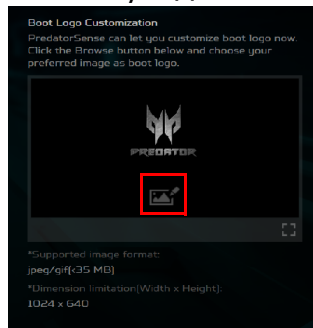 Boot Logo Customization
PredatorSense can let you customize boot logo now.
Click the Browse button below and choose your
preferred image as boot logo.
PREDATOR
*Supported image format:
jpeg/gif(<35 MB)
*Dimension limitation(Width x Height):
1024 x 640